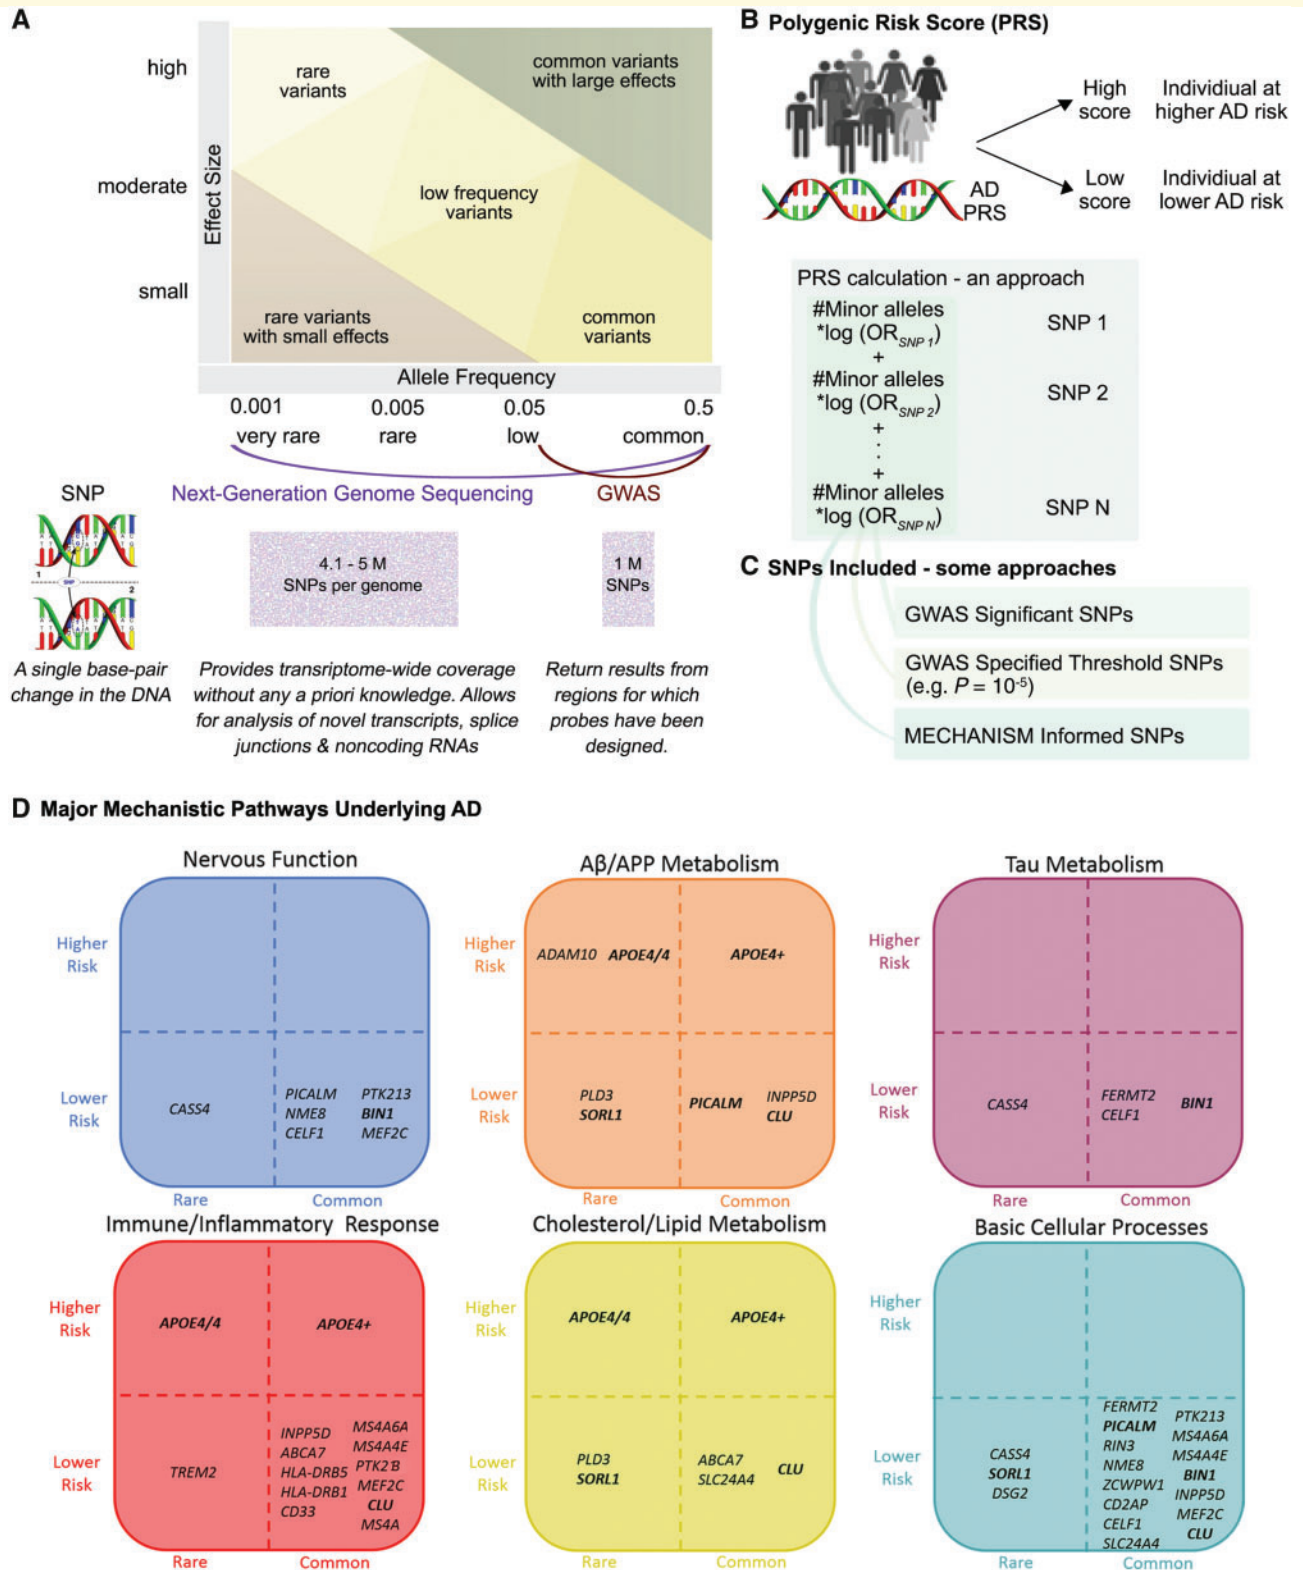 A
high
moderate
small
Effect Size
rare
variants
common variants
with large effects
low frequency
variants
rare variants
with small effects
common
variants
Allele Frequency
0.001
0.005
0.05
0.5
very rare
rare
low
common
SNP
Next-Generation Genome Sequencing
GWAS
1
SNP
2
4.1 - 5 M
SNPs per genome
1 M
SNPs
A single base-pair
change in the DNA
Provides transriptome-wide coverage
without any a priori knowledge. Allows
for analysis of novel transcripts, splice
junctions & noncoding RNAs
Return results from
regions for which
probes have been
designed.
B Polygenic Risk Score (PRS)
AD
PRS
High
score
Individiual at
higher AD risk
Low
score
Individiual at
lower AD risk
PRS calculation - an approach
#Minor alleles
*log (ORSNP 1)
SNP 1
+
#Minor alleles
*log (ORSNP 2)
SNP 2
+
.
.
+
#Minor alleles
*log (ORSNP N)
SNP N
C SNPs Included - some approaches
GWAS Significant SNPs
GWAS Specified Threshold SNPs
(e.g. P = 10-5)
MECHANISM Informed SNPs
D Major Mechanistic Pathways Underlying AD
Nervous Function
Higher
Risk
Lower
Risk
CASS4
PICALM
NME8
CELF1
PTK213
BIN1
MEF2C
Rare
Common
Aβ/APP Metabolism
Higher
Risk
ADAM10
APOE4/4
APOE4+
Lower
Risk
PLD3
SORL1
PICALM
INPP5D
CLU
Rare
Common
Tau Metabolism
Higher
Risk
Lower
Risk
CASS4
FERMT2
CELF1
BIN1
Rare
Common
Immune/Inflammatory Response
Higher
Risk
APOE4/4
APOE4+
Lower
Risk
TREM2
INPP5D
ABCA7
HLA-DRB5
HLA-DRB1
CD33
MS4A6A
MS4A4E
PTK2B
MEF2C
CLU
MS4A
Rare
Common
Cholesterol/Lipid Metabolism
Higher
Risk
APOE4/4
APOE4+
Lower
Risk
PLD3
SORL1
ABCA7
SLC24A4
CLU
Rare
Common
Basic Cellular Processes
Higher
Risk
Lower
Risk
CASS4
SORL1
DSG2
FERMT2
PICALM
RIN3
NME8
ZCWPW1
CD2AP
CELF1
SLC24A4
PTK213
MS4A6A
MS4A4E
BIN1
INPP5D
MEF2C
CLU
Rare
Common